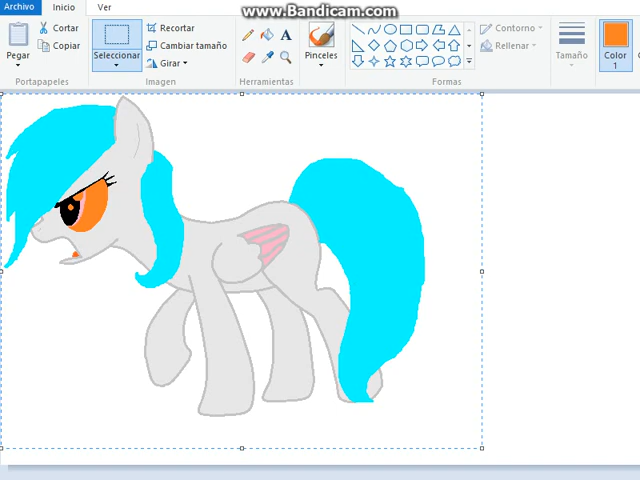 www.Bandicam.com
Archivo Inicio Ver
Pegar
Cortar
Copiar
Portapapeles
Seleccionar
Recortar
Cambiar tamaño
Girar
Imagen
A
Herramientas
Pinceles
Contorno
Rellenar
Formas
Tamaño
Color
1